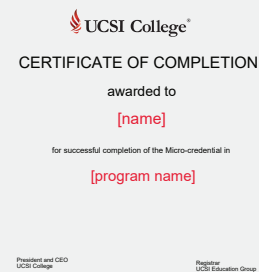 UCSI College®
CERTIFICATE OF COMPLETION
awarded to
[name]
for successful completion of the Micro-credential in
[program name]
President and CEO
UCSI College
Registrar
UCSI Education Group